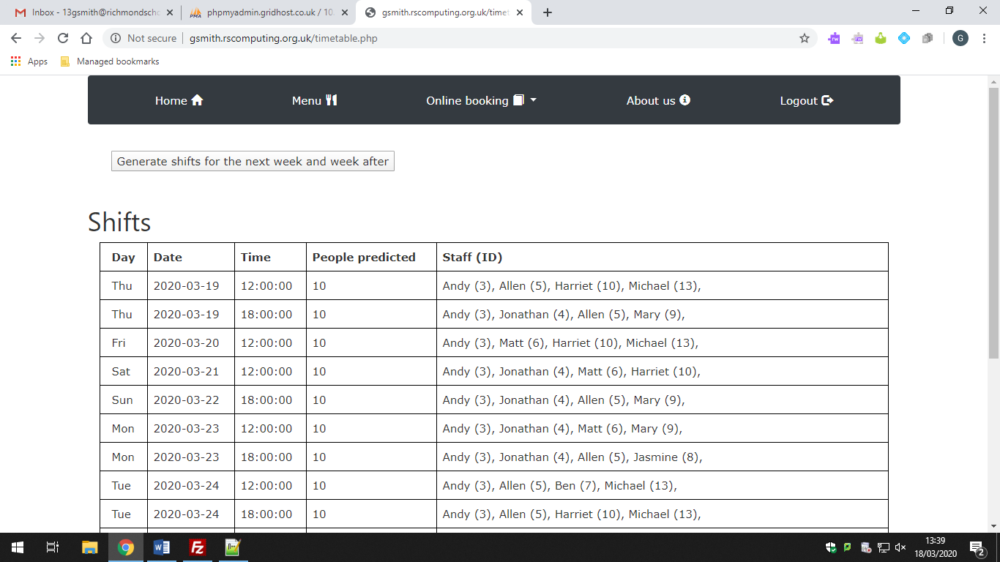 Inbox - 13gsmith@richmondsch
phpmyadmin.gridhost.co.uk / 10.
gsmith.rscomputing.org.uk/timet
Not secure | gsmith.rscomputing.org.uk/timetable.php
G
Apps Managed bookmarks
Home Menu Online booking About us Logout
Generate shifts for the next week and week after
Shifts
Day Date Time People predicted Staff (ID)
Thu 2020-03-19 12:00:00 10 Andy (3), Allen (5), Harriet (10), Michael (13),
Thu 2020-03-19 18:00:00 10 Andy (3), Jonathan (4), Allen (5), Mary (9),
Fri 2020-03-20 12:00:00 10 Andy (3), Matt (6), Harriet (10), Michael (13),
Sat 2020-03-21 12:00:00 10 Andy (3), Jonathan (4), Matt (6), Harriet (10),
Sun 2020-03-22 18:00:00 10 Andy (3), Jonathan (4), Allen (5), Mary (9),
Mon 2020-03-23 12:00:00 10 Andy (3), Jonathan (4), Matt (6), Mary (9),
Mon 2020-03-23 18:00:00 10 Andy (3), Jonathan (4), Allen (5), Jasmine (8),
Tue 2020-03-24 12:00:00 10 Andy (3), Allen (5), Ben (7), Michael (13),
Tue 2020-03-24 18:00:00 10 Andy (3), Allen (5), Harriet (10), Michael (13),
13:39
18/03/2020
2